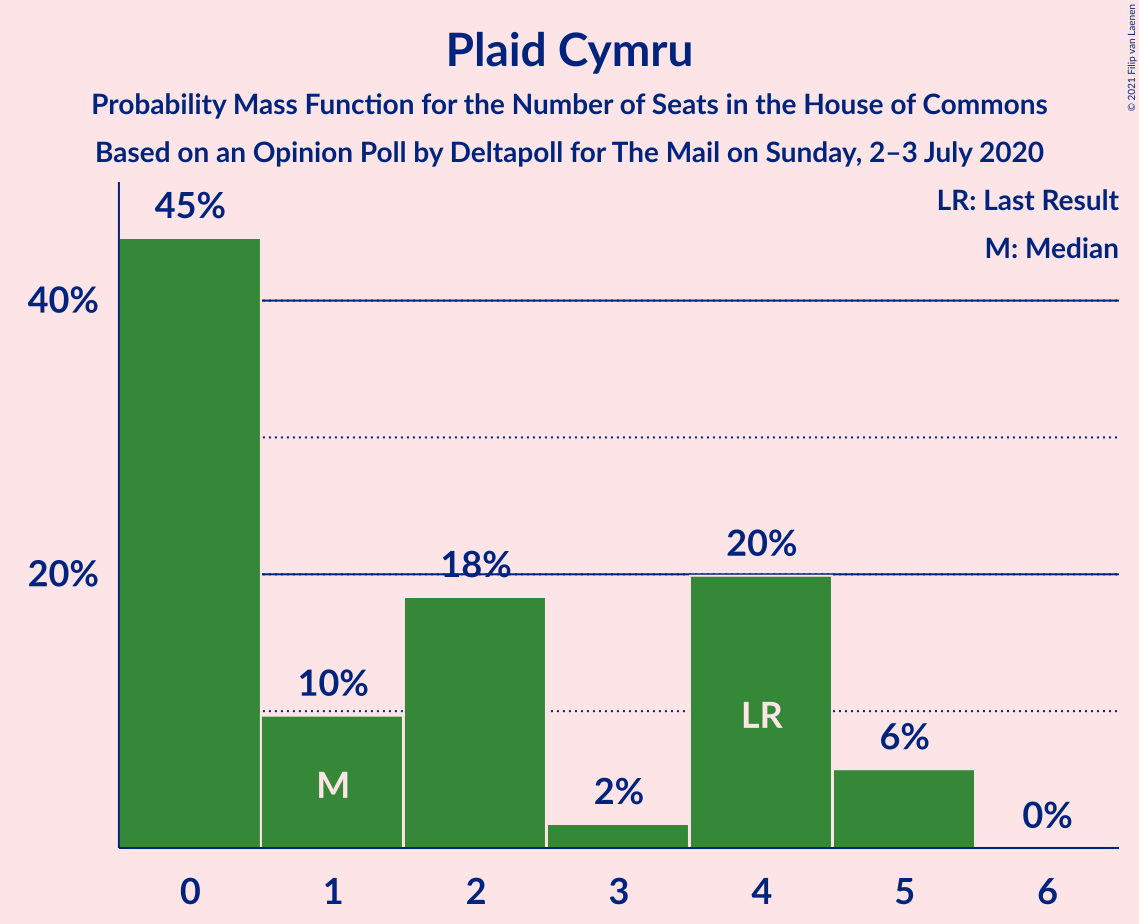 Plaid Cymru
Probability Mass Function for the Number of Seats in the House of Commons
Based on an Opinion Poll by Deltapoll for The Mail on Sunday, 2–3 July 2020
© 2021 Filip van Laenen
LR: Last Result
M: Median
45%
40%
20%
18%
20%
10%
LR
6%
M
2%
0%
0 1 2 3 4 5 6